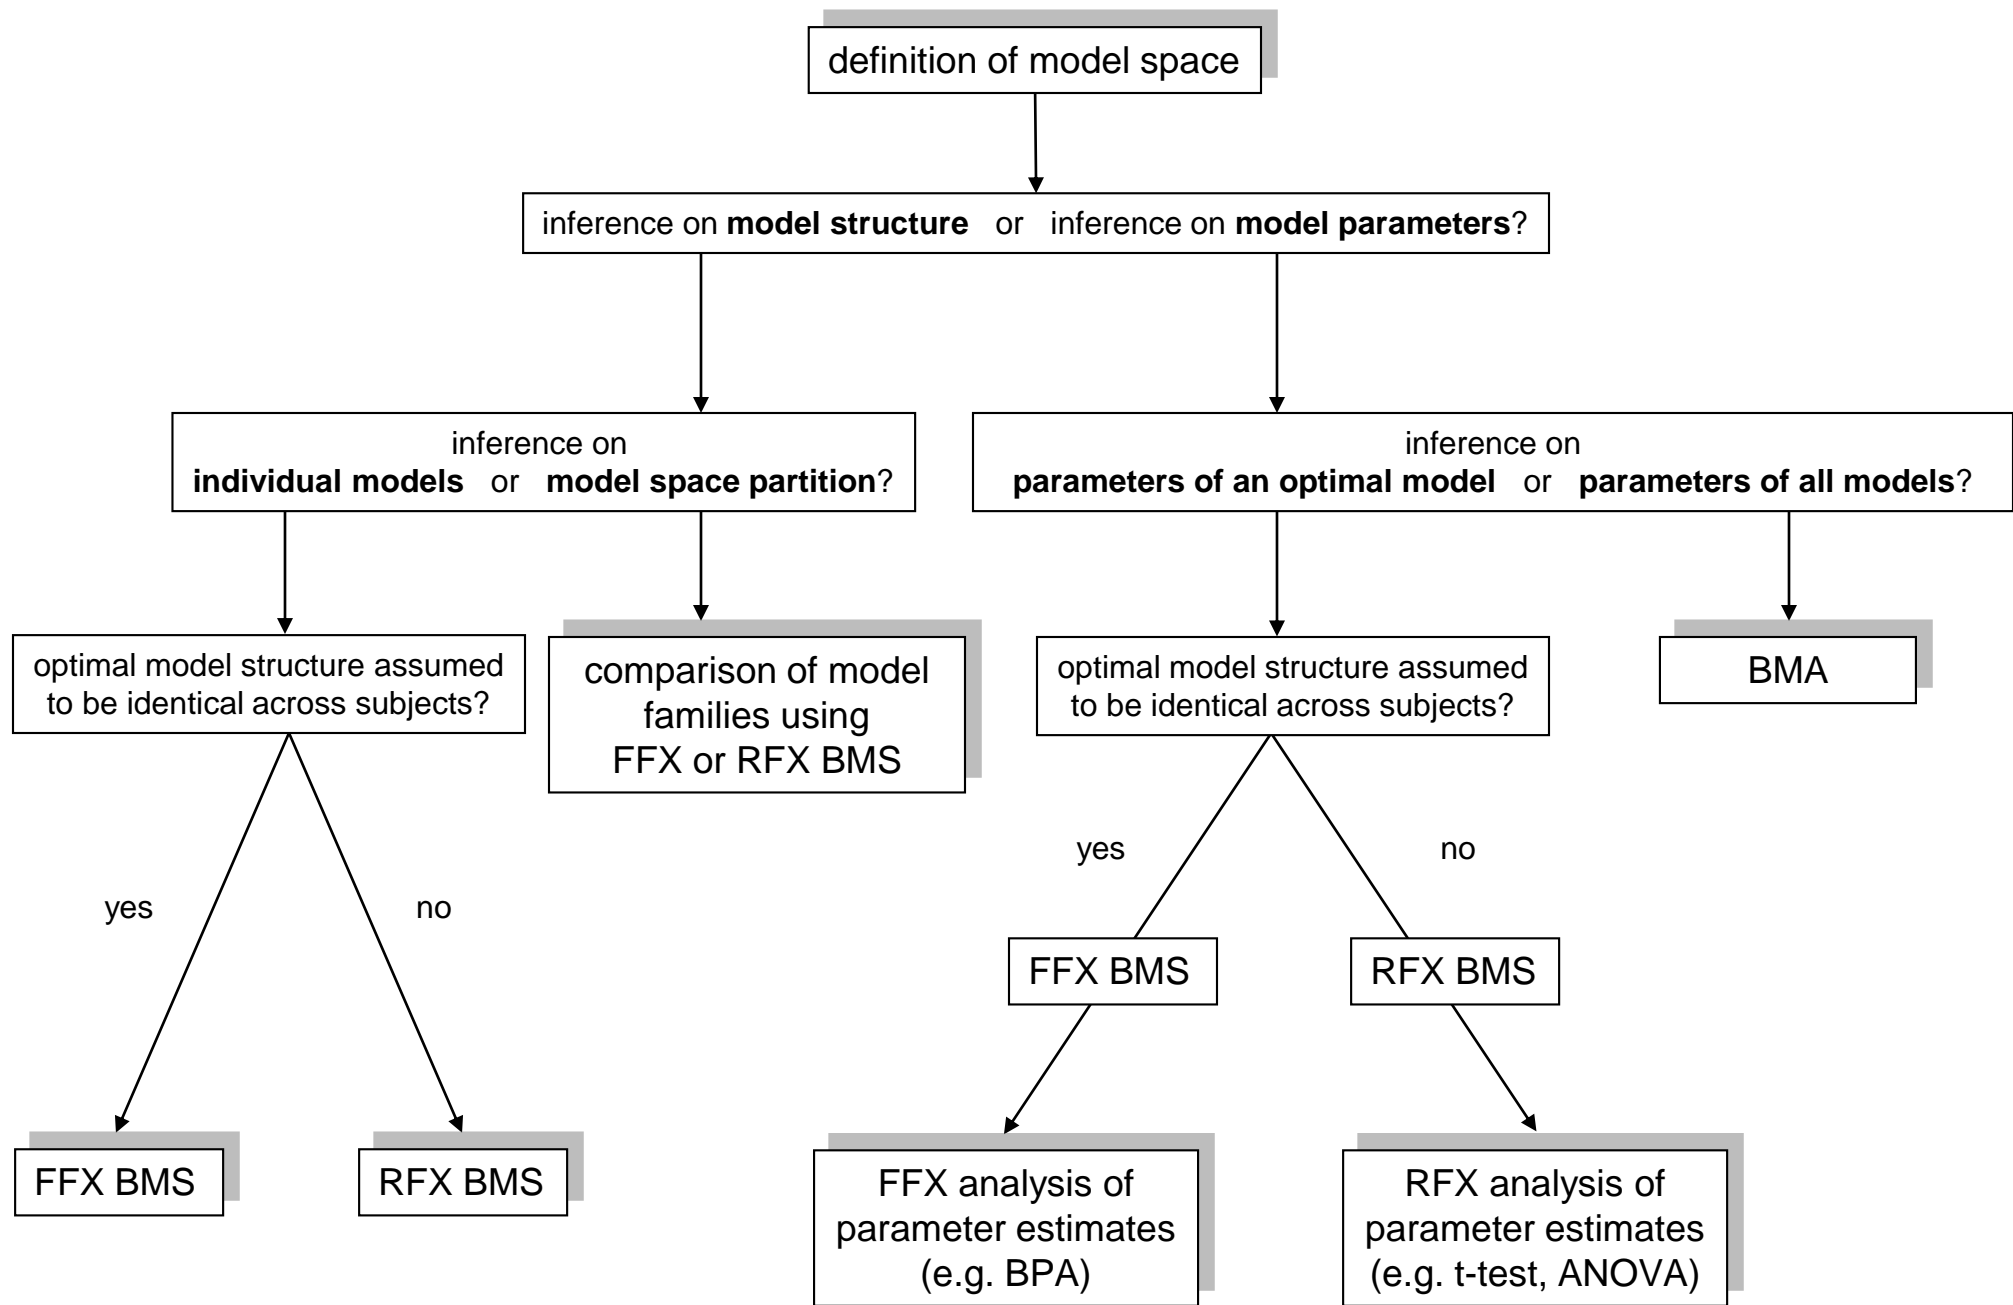 definition of model space
inference on model structure or inference on model parameters?
inference on
individual models or model space partition?
inference on
parameters of an optimal model or parameters of all models?
optimal model structure assumed
to be identical across subjects?
comparison of model
families using
FFX or RFX BMS
optimal model structure assumed
to be identical across subjects?
BMA
yes
no
yes
no
FFX BMS
RFX BMS
FFX BMS
RFX BMS
FFX analysis of
parameter estimates
(e.g. BPA)
RFX analysis of
parameter estimates
(e.g. t-test, ANOVA)